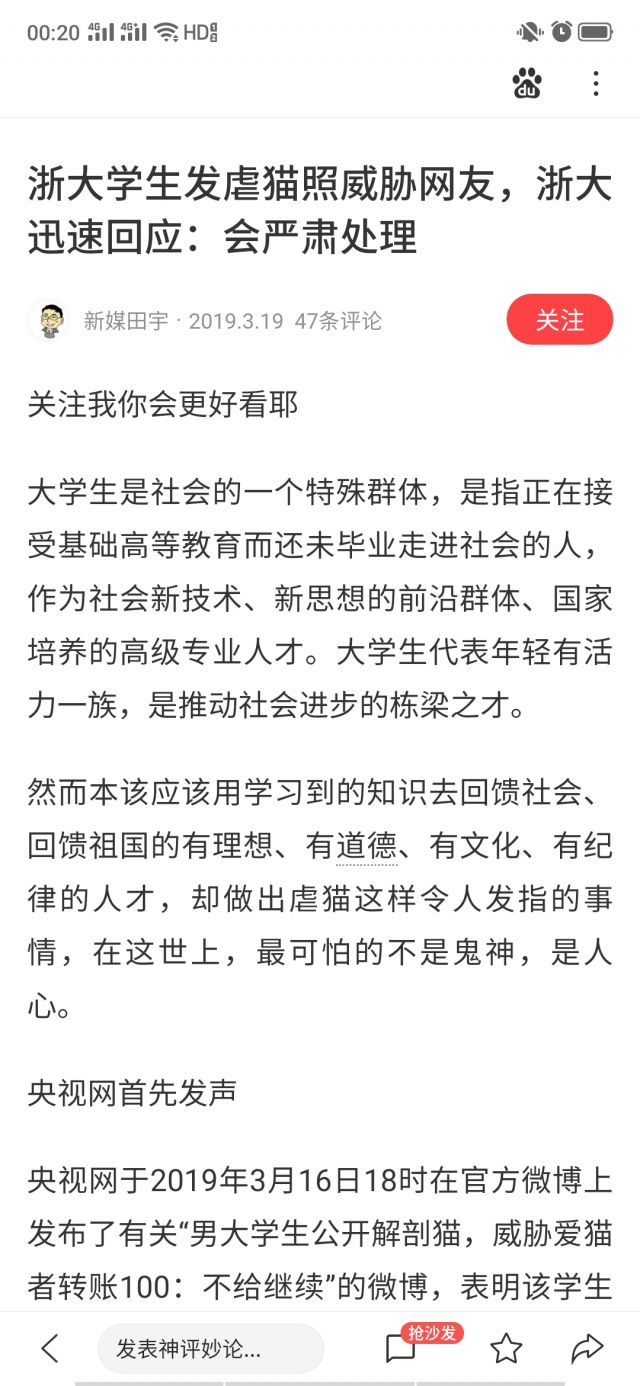 00:20 4G 4G+ HD 1 2
du
浙大学生发虐猫照威胁网友，浙大
迅速回应：会严肃处理
新媒田宇 · 2019.3.19 47条评论
关注
关注我你会更好看耶
大学生是社会的一个特殊群体，是指正在接
受基础高等教育而还未毕业走进社会的人，
作为社会新技术、新思想的前沿群体、国家
培养的高级专业人才。大学生代表年轻有活
力一族，是推动社会进步的栋梁之才。
然而本该应该用学习到的知识去回馈社会、
回馈祖国的有理想、有道德、有文化、有纪
律的人才，却做出虐猫这样令人发指的事
情，在这世上，最可怕的不是鬼神，是人
心。
央视网首先发声
央视网于2019年3月16日18时在官方微博上
发布了有关“男大学生公开解剖猫，威胁爱猫
者转账100：不给继续”的微博，表明该学生
发表神评妙论...
抢沙发